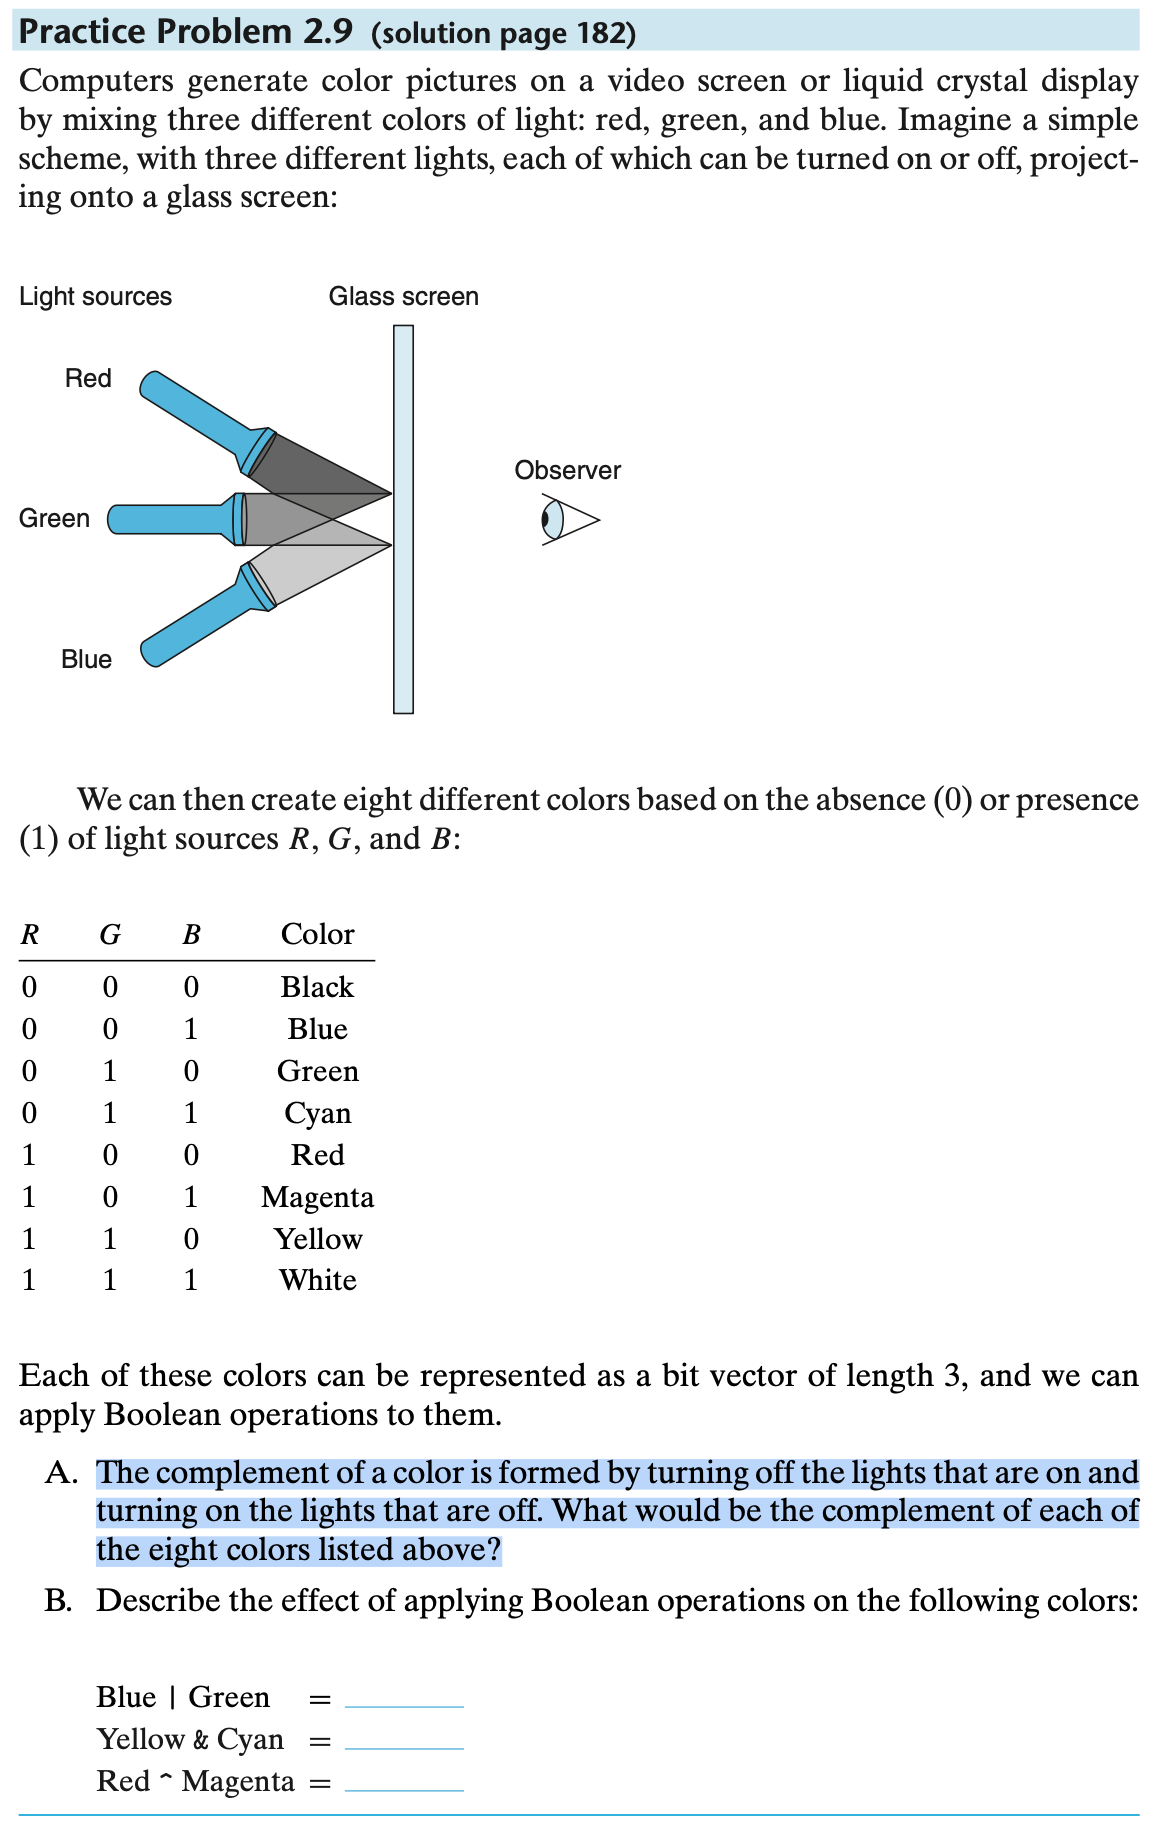 Practice Problem 2.9 (solution page 182)
Computers generate color pictures on a video screen or liquid crystal display
by mixing three different colors of light: red, green, and blue. Imagine a simple
scheme, with three different lights, each of which can be turned on or off, project-
ing onto a glass screen:
Light sources Glass screen
Red
Observer
Green
Blue
We can then create eight different colors based on the absence (0) or presence
(1) of light sources R, G, and B:
R G B Color
0 0 0 Black
0 0 1 Blue
0 1 0 Green
0 1 1 Cyan
1 0 0 Red
1 0 1 Magenta
1 1 0 Yellow
1 1 1 White
Each of these colors can be represented as a bit vector of length 3, and we can
apply Boolean operations to them.
A. The complement of a color is formed by turning off the lights that are on and
turning on the lights that are off. What would be the complement of each of
the eight colors listed above?
B. Describe the effect of applying Boolean operations on the following colors:
Blue | Green =
Yellow & Cyan =
Red ^ Magenta =